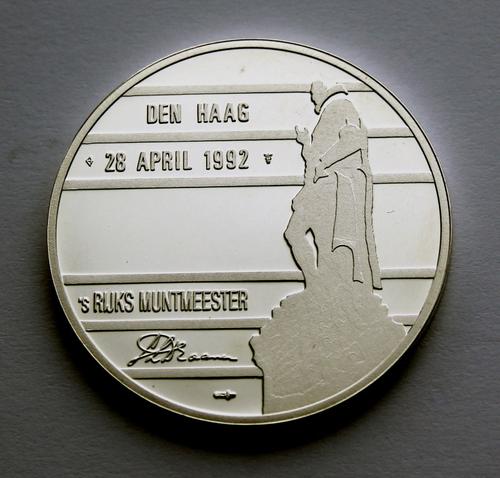 DEN HAAG
28 APRIL 1992
's RIJKS MUNTMEESTER